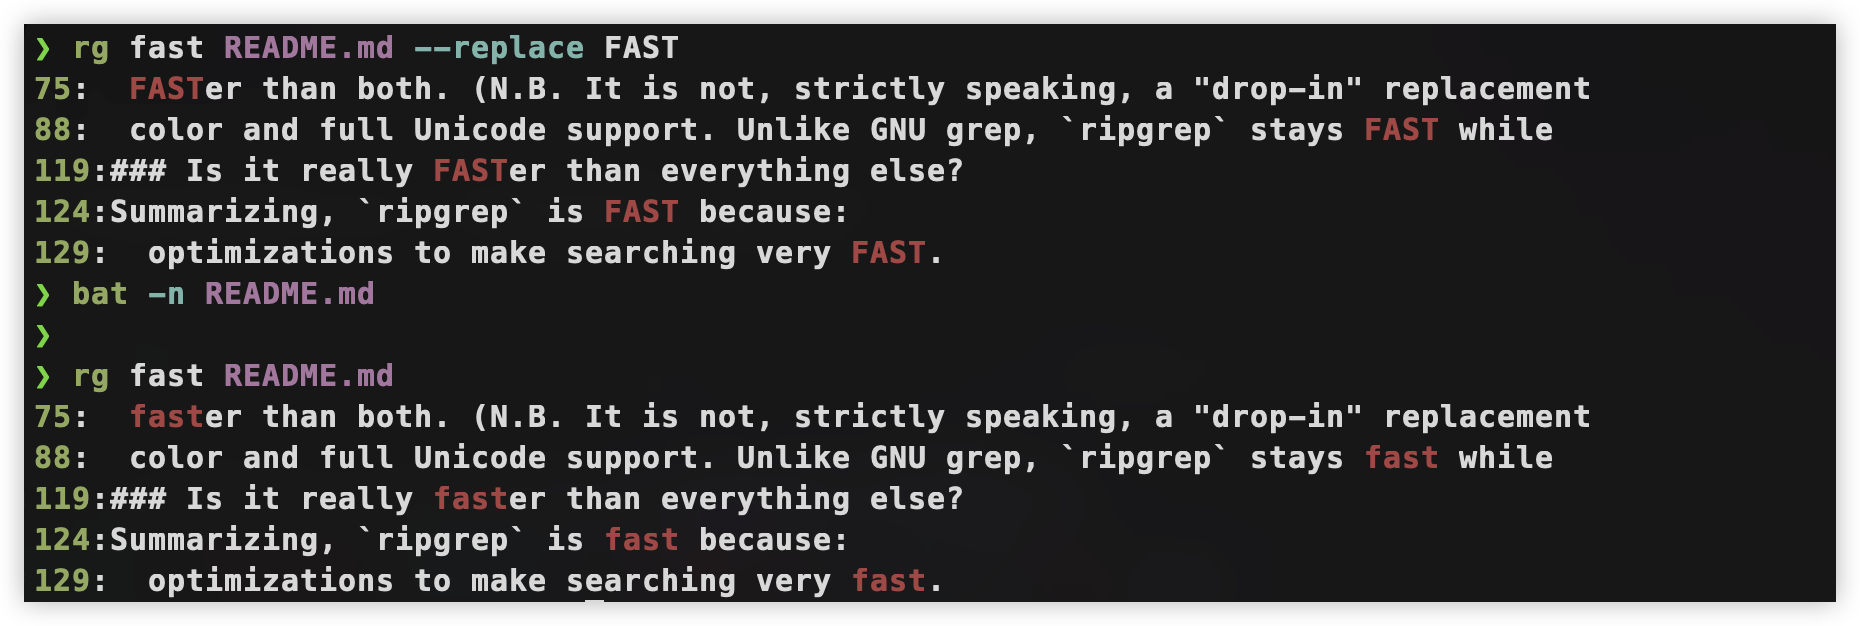 ❯ rg fast README.md --replace FAST
75:  FASTer than both. (N.B. It is not, strictly speaking, a "drop-in" replacement
88:  color and full Unicode support. Unlike GNU grep, `ripgrep` stays FAST while
119:### Is it really FASTer than everything else?
124:Summarizing, `ripgrep` is FAST because:
129:  optimizations to make searching very FAST.
❯ bat -n README.md
❯
❯ rg fast README.md
75:  faster than both. (N.B. It is not, strictly speaking, a "drop-in" replacement
88:  color and full Unicode support. Unlike GNU grep, `ripgrep` stays fast while
119:### Is it really faster than everything else?
124:Summarizing, `ripgrep` is fast because:
129:  optimizations to make searching very fast.